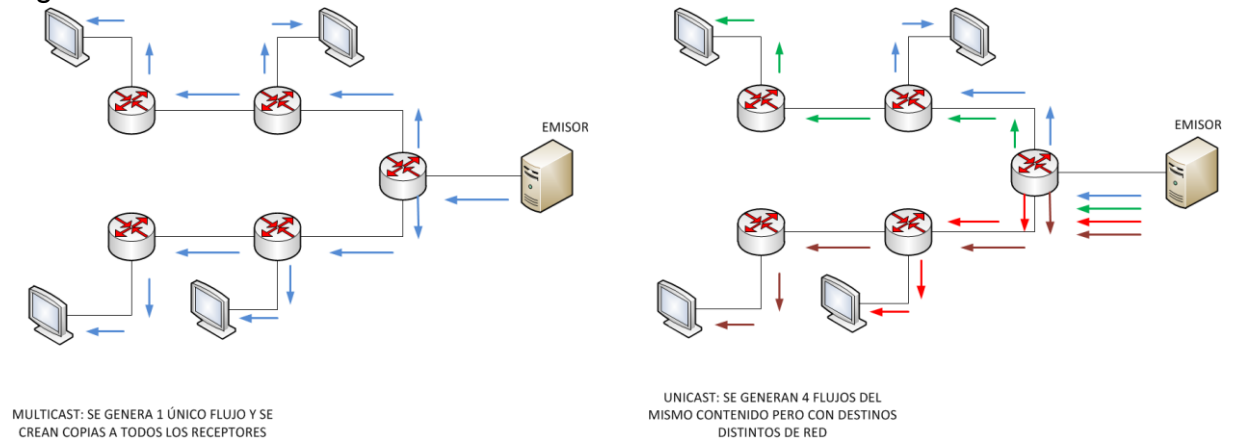 EMISOR
MULTICAST: SE GENERA 1 ÚNICO FLUJO Y SE
CREAN COPIAS A TODOS LOS RECEPTORES
EMISOR
UNICAST: SE GENERAN 4 FLUJOS DEL
MISMO CONTENIDO PERO CON DESTINOS
DISTINTOS DE RED